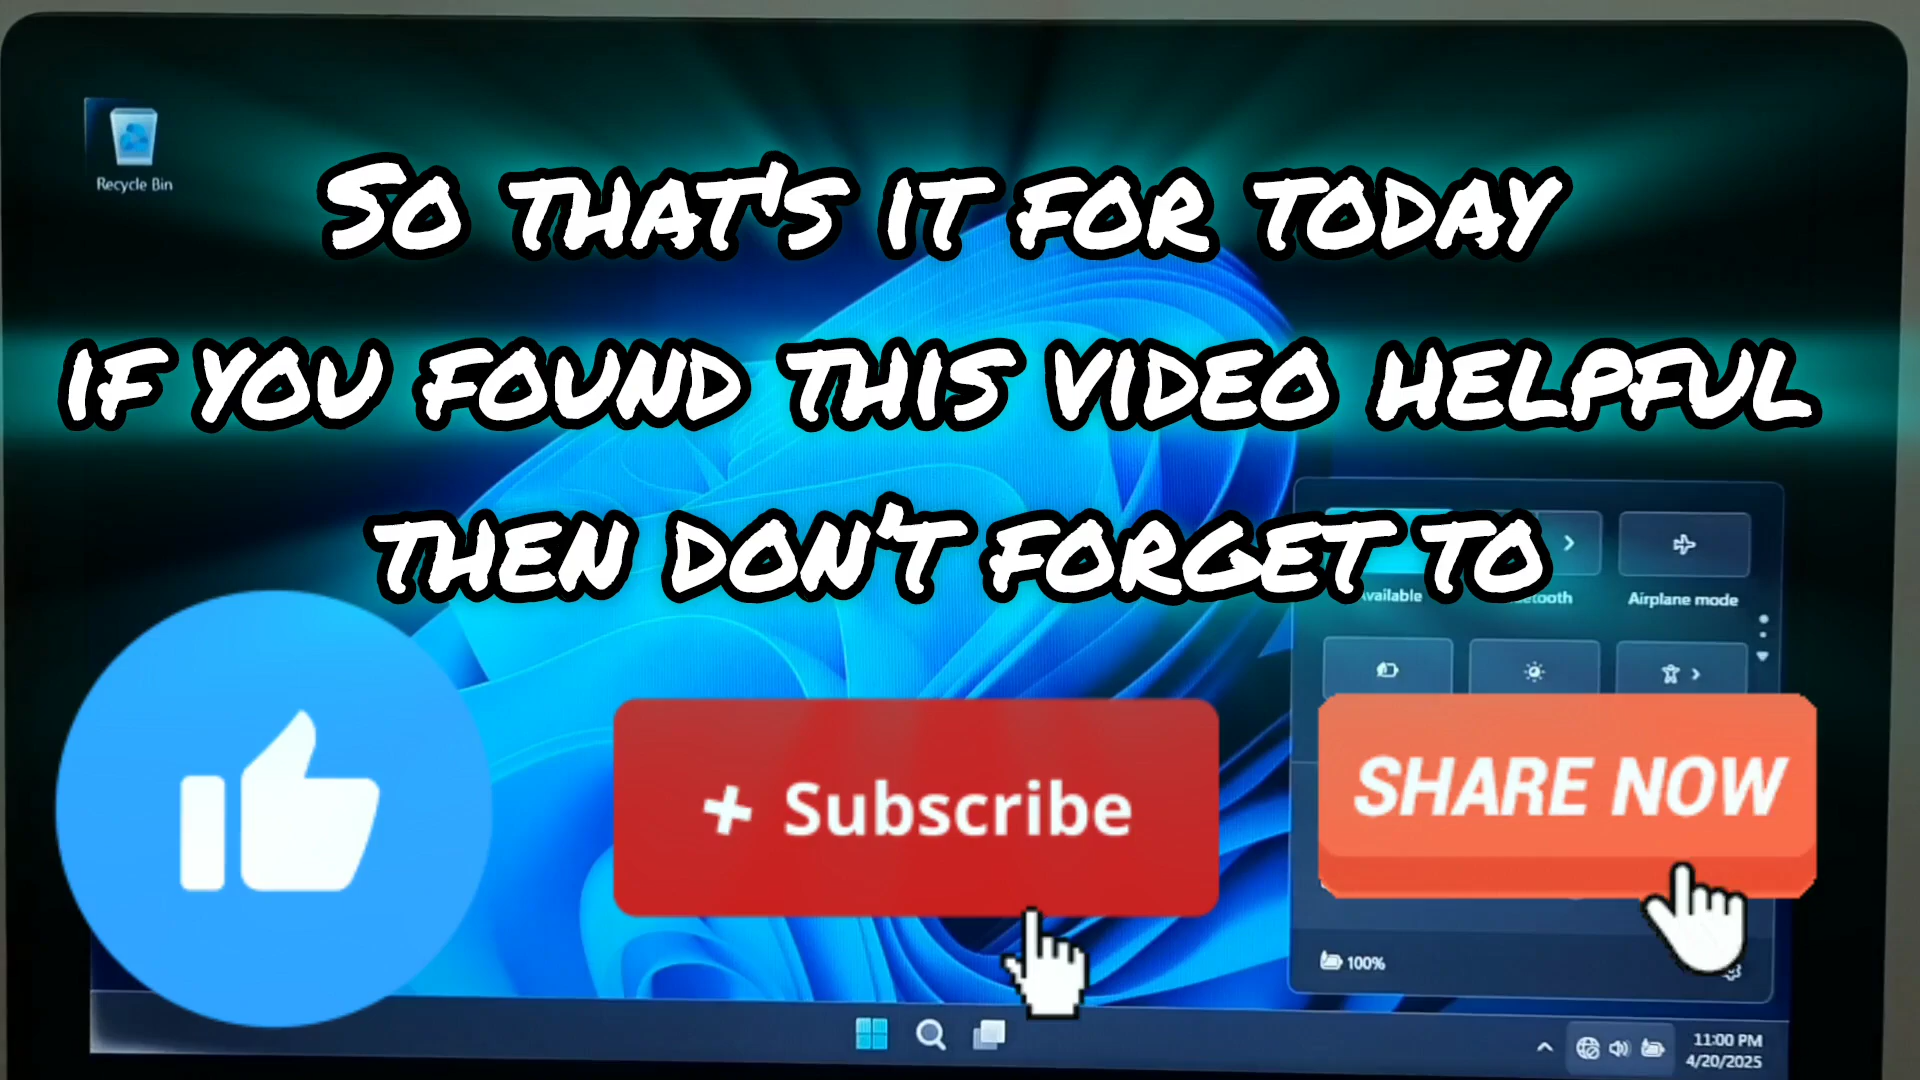 Recycle Bin
So that's it for today
if you found this video helpful
then don't forget to
Available
Airplane mode
+ Subscribe
SHARE NOW
100%
11:00 PM
4/20/2025